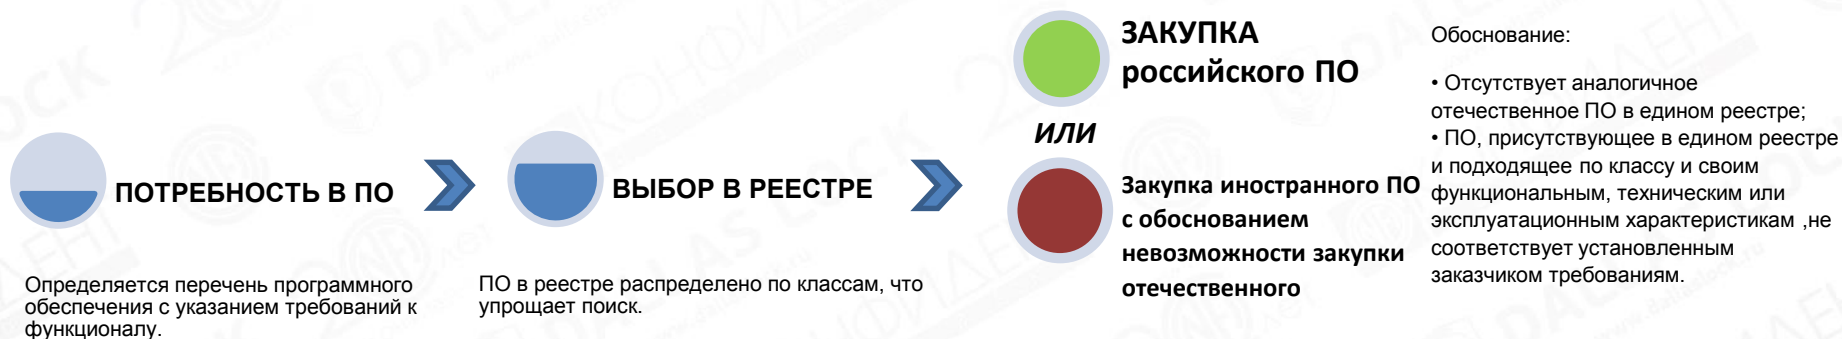 ПОТРЕБНОСТЬ В ПО
Определяется перечень программного
обеспечения с указанием требований к
функционалу.
ВЫБОР В РЕЕСТРЕ
ПО в реестре распределено по классам, что
упрощает поиск.
ЗАКУПКА
российского ПО
ИЛИ
Закупка иностранного ПО
с обоснованием
невозможности закупки
отечественного
Обоснование:
• Отсутствует аналогичное
отечественное ПО в едином реестре;
• ПО, присутствующее в едином реестре
и подходящее по классу и своим
функциональным, техническим или
эксплуатационным характеристикам ,не
соответствует установленным
заказчиком требованиям.